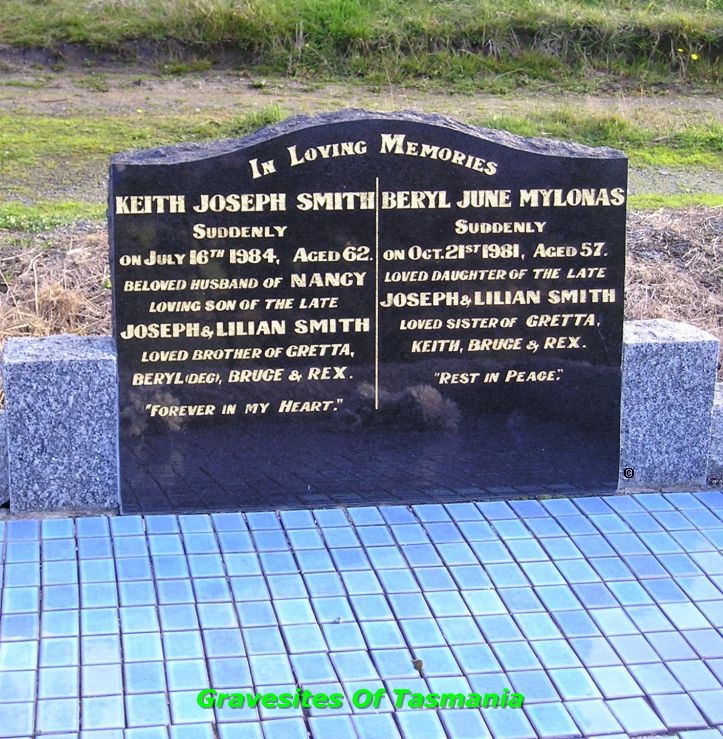 In Loving Memories
KEITH JOSEPH SMITH
SUDDENLY
ON JULY 16TH 1984, AGED 62.
BELOVED HUSBAND OF NANCY
LOVING SON OF THE LATE
JOSEPH & LILIAN SMITH
LOVED BROTHER OF GRETTA,
BERYL (DEC), BRUCE & REX.
"FOREVER IN MY HEART."
BERYL JUNE MYLONAS
SUDDENLY
ON OCT. 21ST 1981, AGED 57.
LOVED DAUGHTER OF THE LATE
JOSEPH & LILIAN SMITH
LOVED SISTER OF GRETTA,
KEITH, BRUCE & REX.
"REST IN PEACE."
Gravesites Of Tasmania